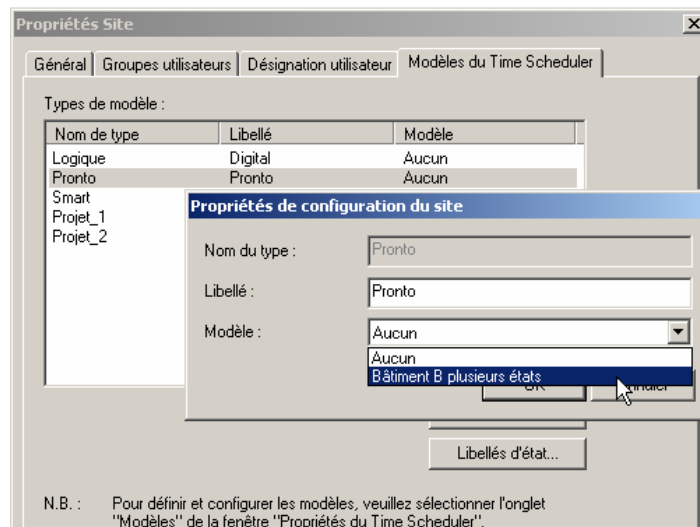 Propriétés Site
Général Groupes utilisateurs Désignation utilisateur Modèles du Time Scheduler
Types de modèle :
Nom de type Libellé Modèle
Logique Digital Aucun
Pronto Pronto Aucun
Smart
Projet_1
Projet_2
Propriétés de configuration du site
Nom du type : Pronto
Libellé : Pronto
Modèle : Aucun
Aucun
Bâtiment B plusieurs états
Libellés d'état...
N.B. : Pour définir et configurer les modèles, veuillez sélectionner l'onglet
"Modèles" de la fenêtre "Propriétés du Time Scheduler".